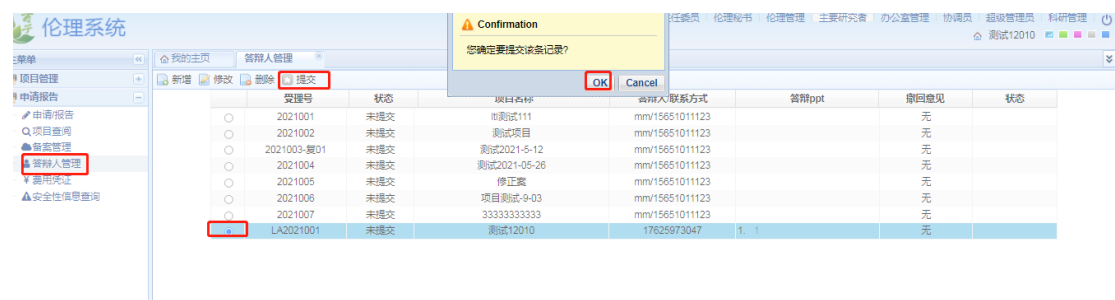 伦理系统
Confirmation
您确定要提交该条记录?
OK Cancel
主任委员 伦理秘书 伦理管理 主要研究者 办公室管理 协调员 超级管理员 科研管理
测试12010
主菜单
我的主页 答辩人管理
项目管理
申请报告
申请/报告
项目查阅
备案管理
答辩人管理
费用凭证
安全性信息查询
新增 修改 删除 提交
受理号 状态 项目名称 答辩人/联系方式 答辩ppt 撤回意见 状态
2021001 未提交 ltl测试111 mm/15651011123 无
2021002 未提交 测试项目 mm/15651011123 无
2021003-复01 未提交 测试2021-5-12 mm/15651011123 无
2021004 未提交 测试2021-05-26 mm/15651011123 无
2021005 未提交 修正案 mm/15651011123 无
2021006 未提交 项目测试-9-03 mm/15651011123 无
2021007 未提交 33333333333 mm/15651011123 无
LA2021001 未提交 测试12010 17625973047 1. 1 无